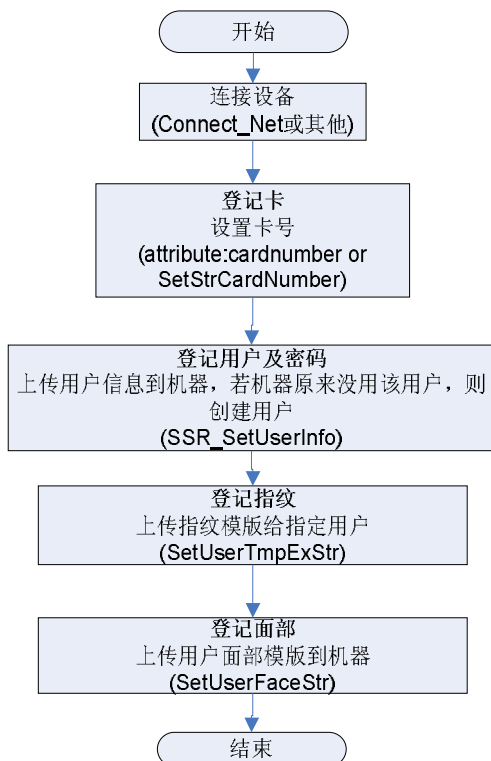 开始
连接设备
(Connect_Net或其他)
登记卡
设置卡号
(attribute:cardnumber or
SetStrCardNumber)
登记用户及密码
上传用户信息到机器，若机器原来没用该用户，则
创建用户
(SSR_SetUserInfo)
登记指纹
上传指纹模版给指定用户
(SetUserTmpExStr)
登记面部
上传用户面部模版到机器
(SetUserFaceStr)
结束